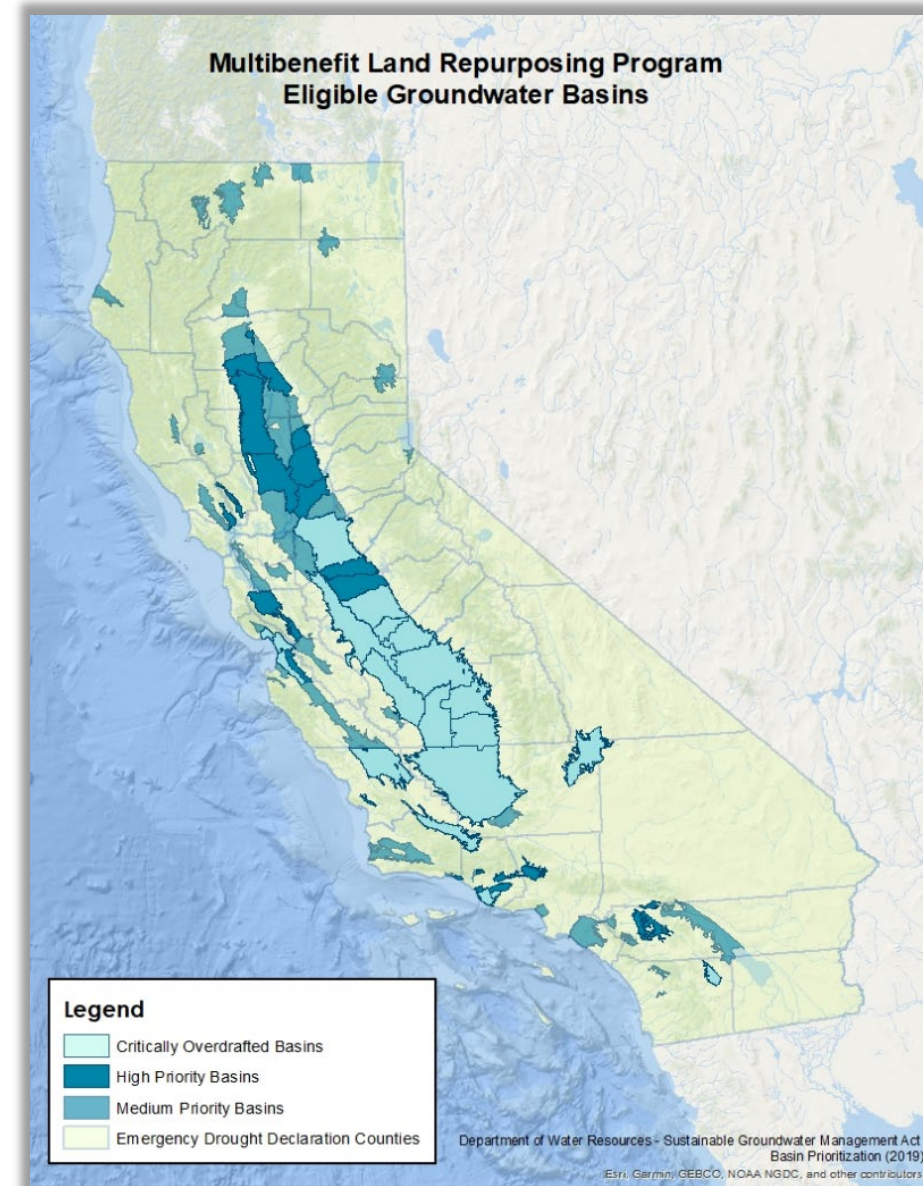 Multibenefit Land Repurposing Program
Eligible Groundwater Basins
Legend
Critically Overdrafted Basins
High Priority Basins
Medium Priority Basins
Emergency Drought Declaration Counties
Department of Water Resources - Sustainable Groundwater Management Act
Basin Prioritization (2019)
Esri, Garmin, GEBCO, NOAA NGDC, and other contributors